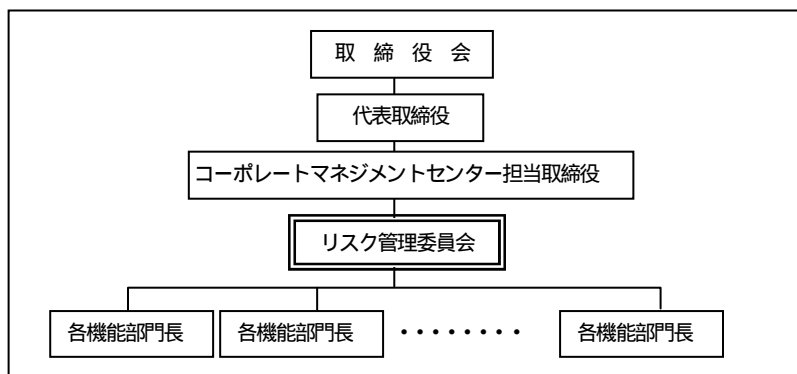 取 締 役 会
代表取締役
コーポレートマネジメントセンター担当取締役
リスク管理委員会
各機能部門長 各機能部門長 ・・・・・・・・ 各機能部門長